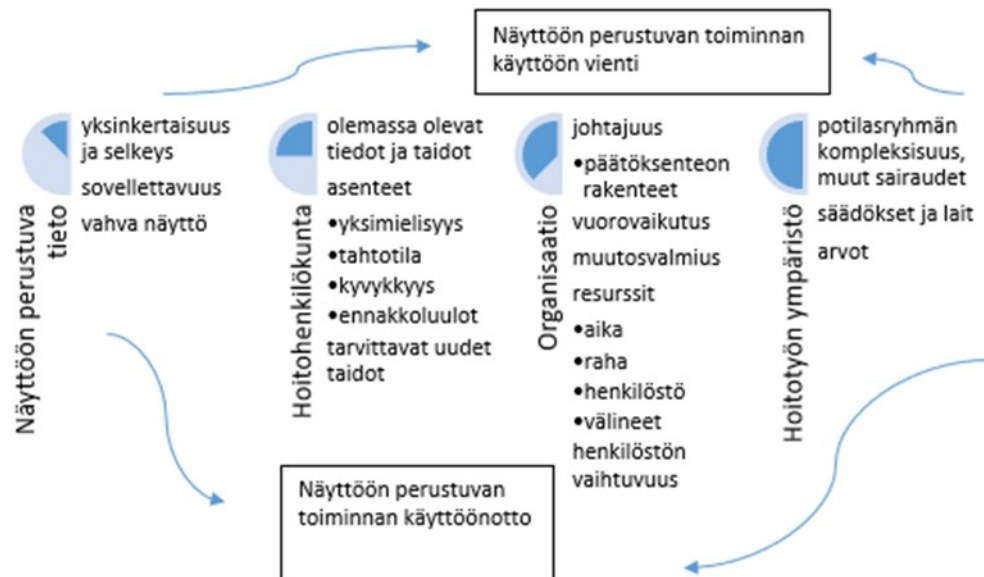 Näyttöön perustuvan toiminnan
käyttöön vienti
Näyttöön perustuva
tieto
yksinkertaisuus
ja selkeys
sovellettavuus
vahva näyttö
Hoitohenkilökunta
olemassa olevat
tiedot ja taidot
asenteet
•yksimielisyys
•tahtotila
•kyvykkyys
•ennakkoluulot
tarvittavat uudet
taidot
Organisaatio
johtajuus
•päätöksenteon
rakenteet
vuorovaikutus
muutosvalmius
resurssit
•aika
•raha
•henkilöstö
•välineet
henkilöstön
vaihtuvuus
Hoitotyön ympäristö
potilasryhmän
kompleksisuus,
muut sairaudet
säädökset ja lait
arvot
Näyttöön perustuvan
toiminnan käyttöönotto